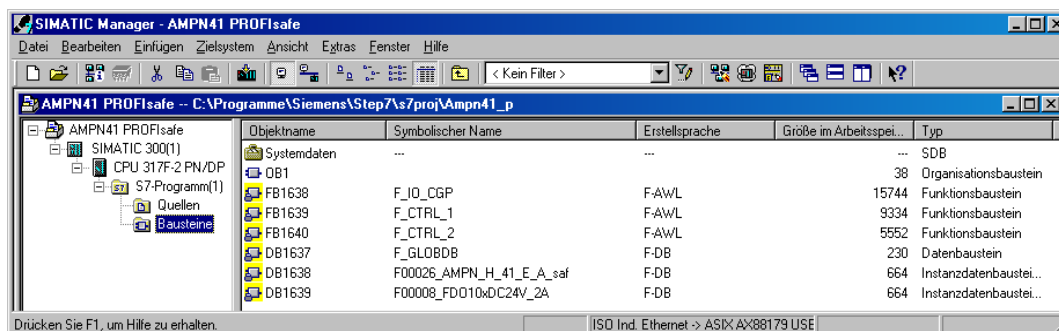 SIMATIC Manager - AMPN41 PROFIsafe
Datei Bearbeiten Einfügen Zielsystem Ansicht Extras Fenster Hilfe
< Kein Filter >
AMPN41 PROFIsafe -- C:\Programme\Siemens\Step7\s7proj\Ampn41_p
AMPN41 PROFIsafe
SIMATIC 300(1)
CPU 317F-2 PN/DP
S7-Programm(1)
Quellen
Bausteine
Objektname Symbolischer Name Erstellsprache Größe im Arbeitsspei... Typ
Systemdaten --- --- --- SDB
OB1 38 Organisationsbaustein
FB1638 F_IO_CGP F-AWL 15744 Funktionsbaustein
FB1639 F_CTRL_1 F-AWL 9334 Funktionsbaustein
FB1640 F_CTRL_2 F-AWL 5552 Funktionsbaustein
DB1637 F_GLOBDB F-DB 230 Datenbaustein
DB1638 F00026_AMPN_H_41_E_A_saf F-DB 664 Instanzdatenbaustei...
DB1639 F00008_FDO10xDC24V_2A F-DB 664 Instanzdatenbaustei...
Drücken Sie F1, um Hilfe zu erhalten. ISO Ind. Ethernet -> ASIX AX88179 USE